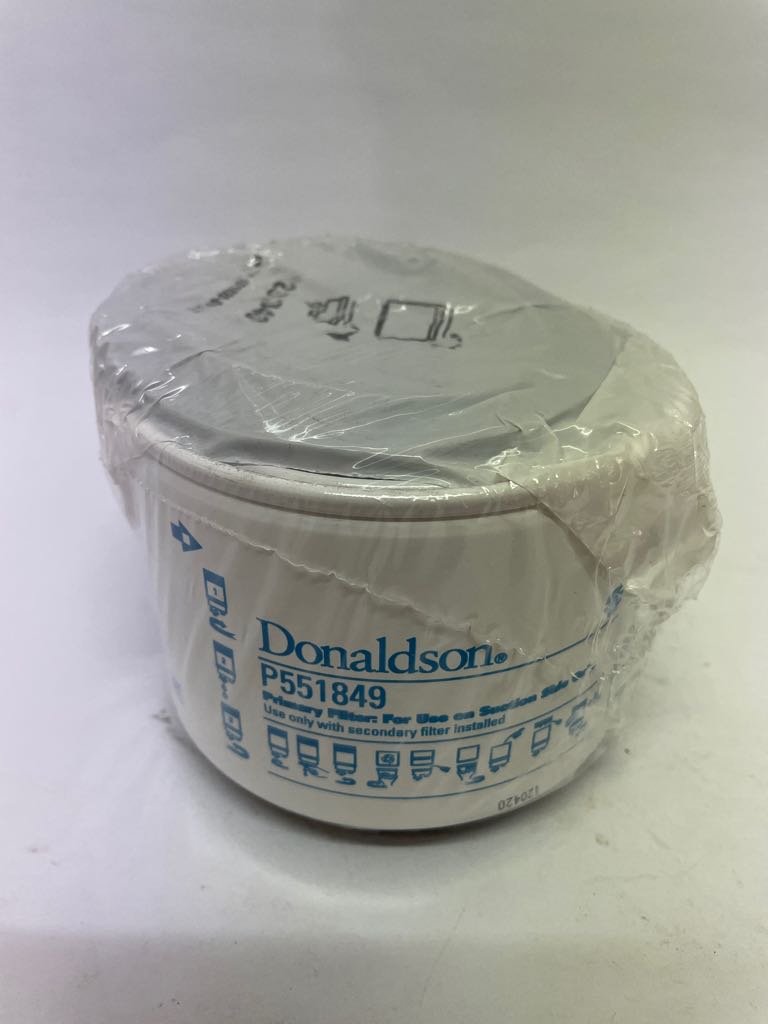 Donaldson®
P551849
Primary Filter: For Use on Suction Side
Use only with secondary filter installed
120420